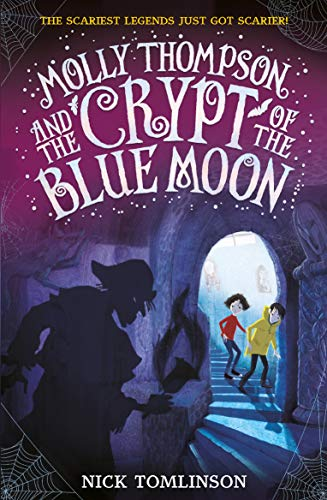 THE SCARIEST LEGENDS JUST GOT SCARIER!
MOLLY THOMPSON
AND THE CRYPT OF THE
BLUE MOON
NICK TOMLINSON